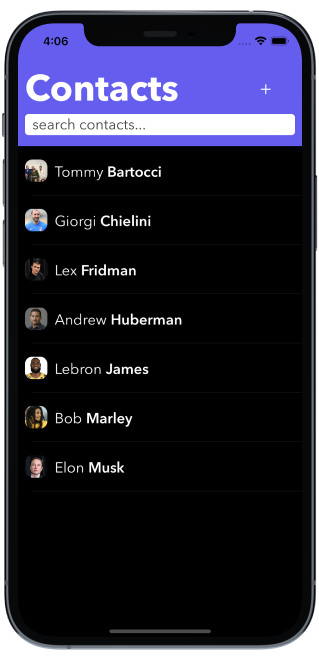 4:06
Contacts
+
search contacts...
Tommy Bartocci
Giorgi Chielini
Lex Fridman
Andrew Huberman
Lebron James
Bob Marley
Elon Musk